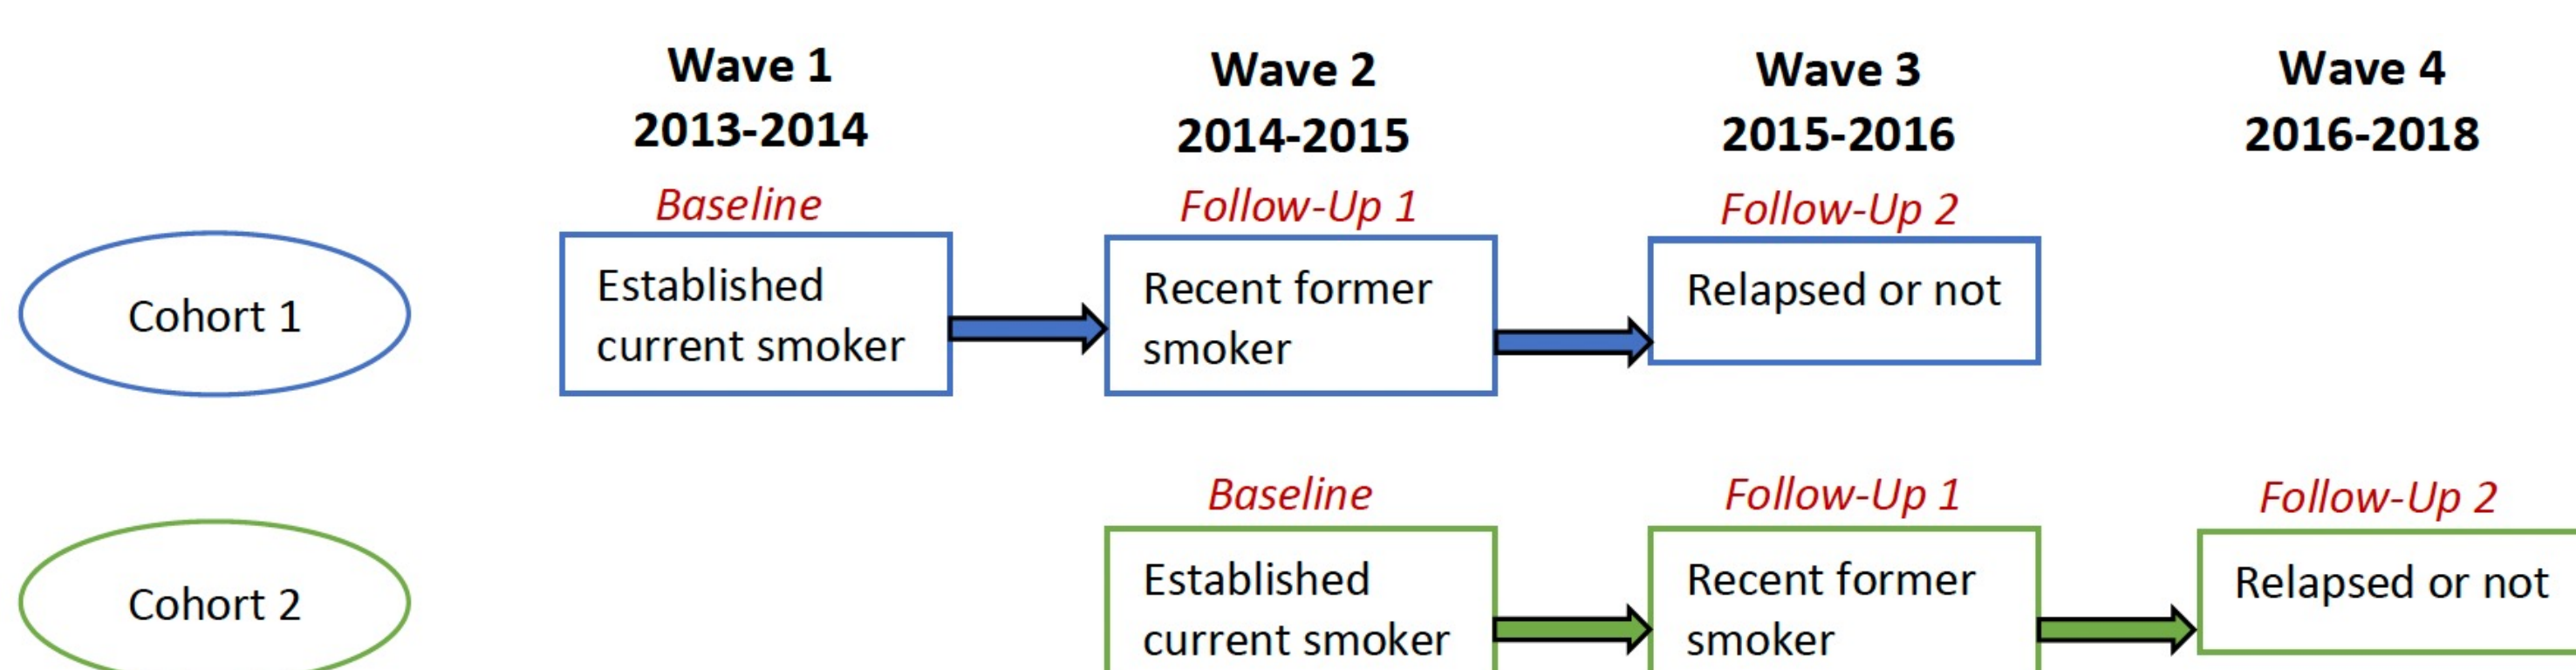 Wave 1
2013-2014
Wave 2
2014-2015
Wave 3
2015-2016
Wave 4
2016-2018
Baseline
Follow-Up 1
Follow-Up 2
Cohort 1
Established
current smoker
Recent former
smoker
Relapsed or not
Baseline
Follow-Up 1
Follow-Up 2
Cohort 2
Established
current smoker
Recent former
smoker
Relapsed or not